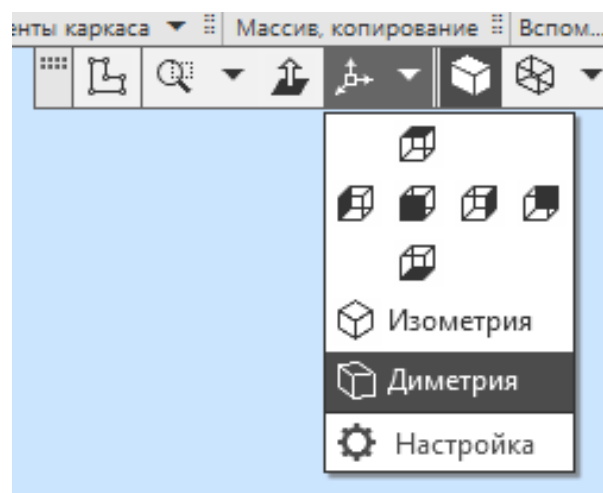 енты каркаса Массив, копирование Вспом...
Изометрия
Диметрия
Настройка